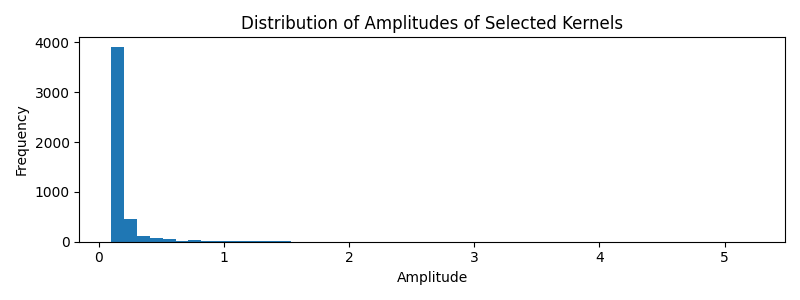 Distribution of Amplitudes of Selected Kernels
4000
3000
2000
1000
0
Frequency
0 1 2 3 4 5
Amplitude